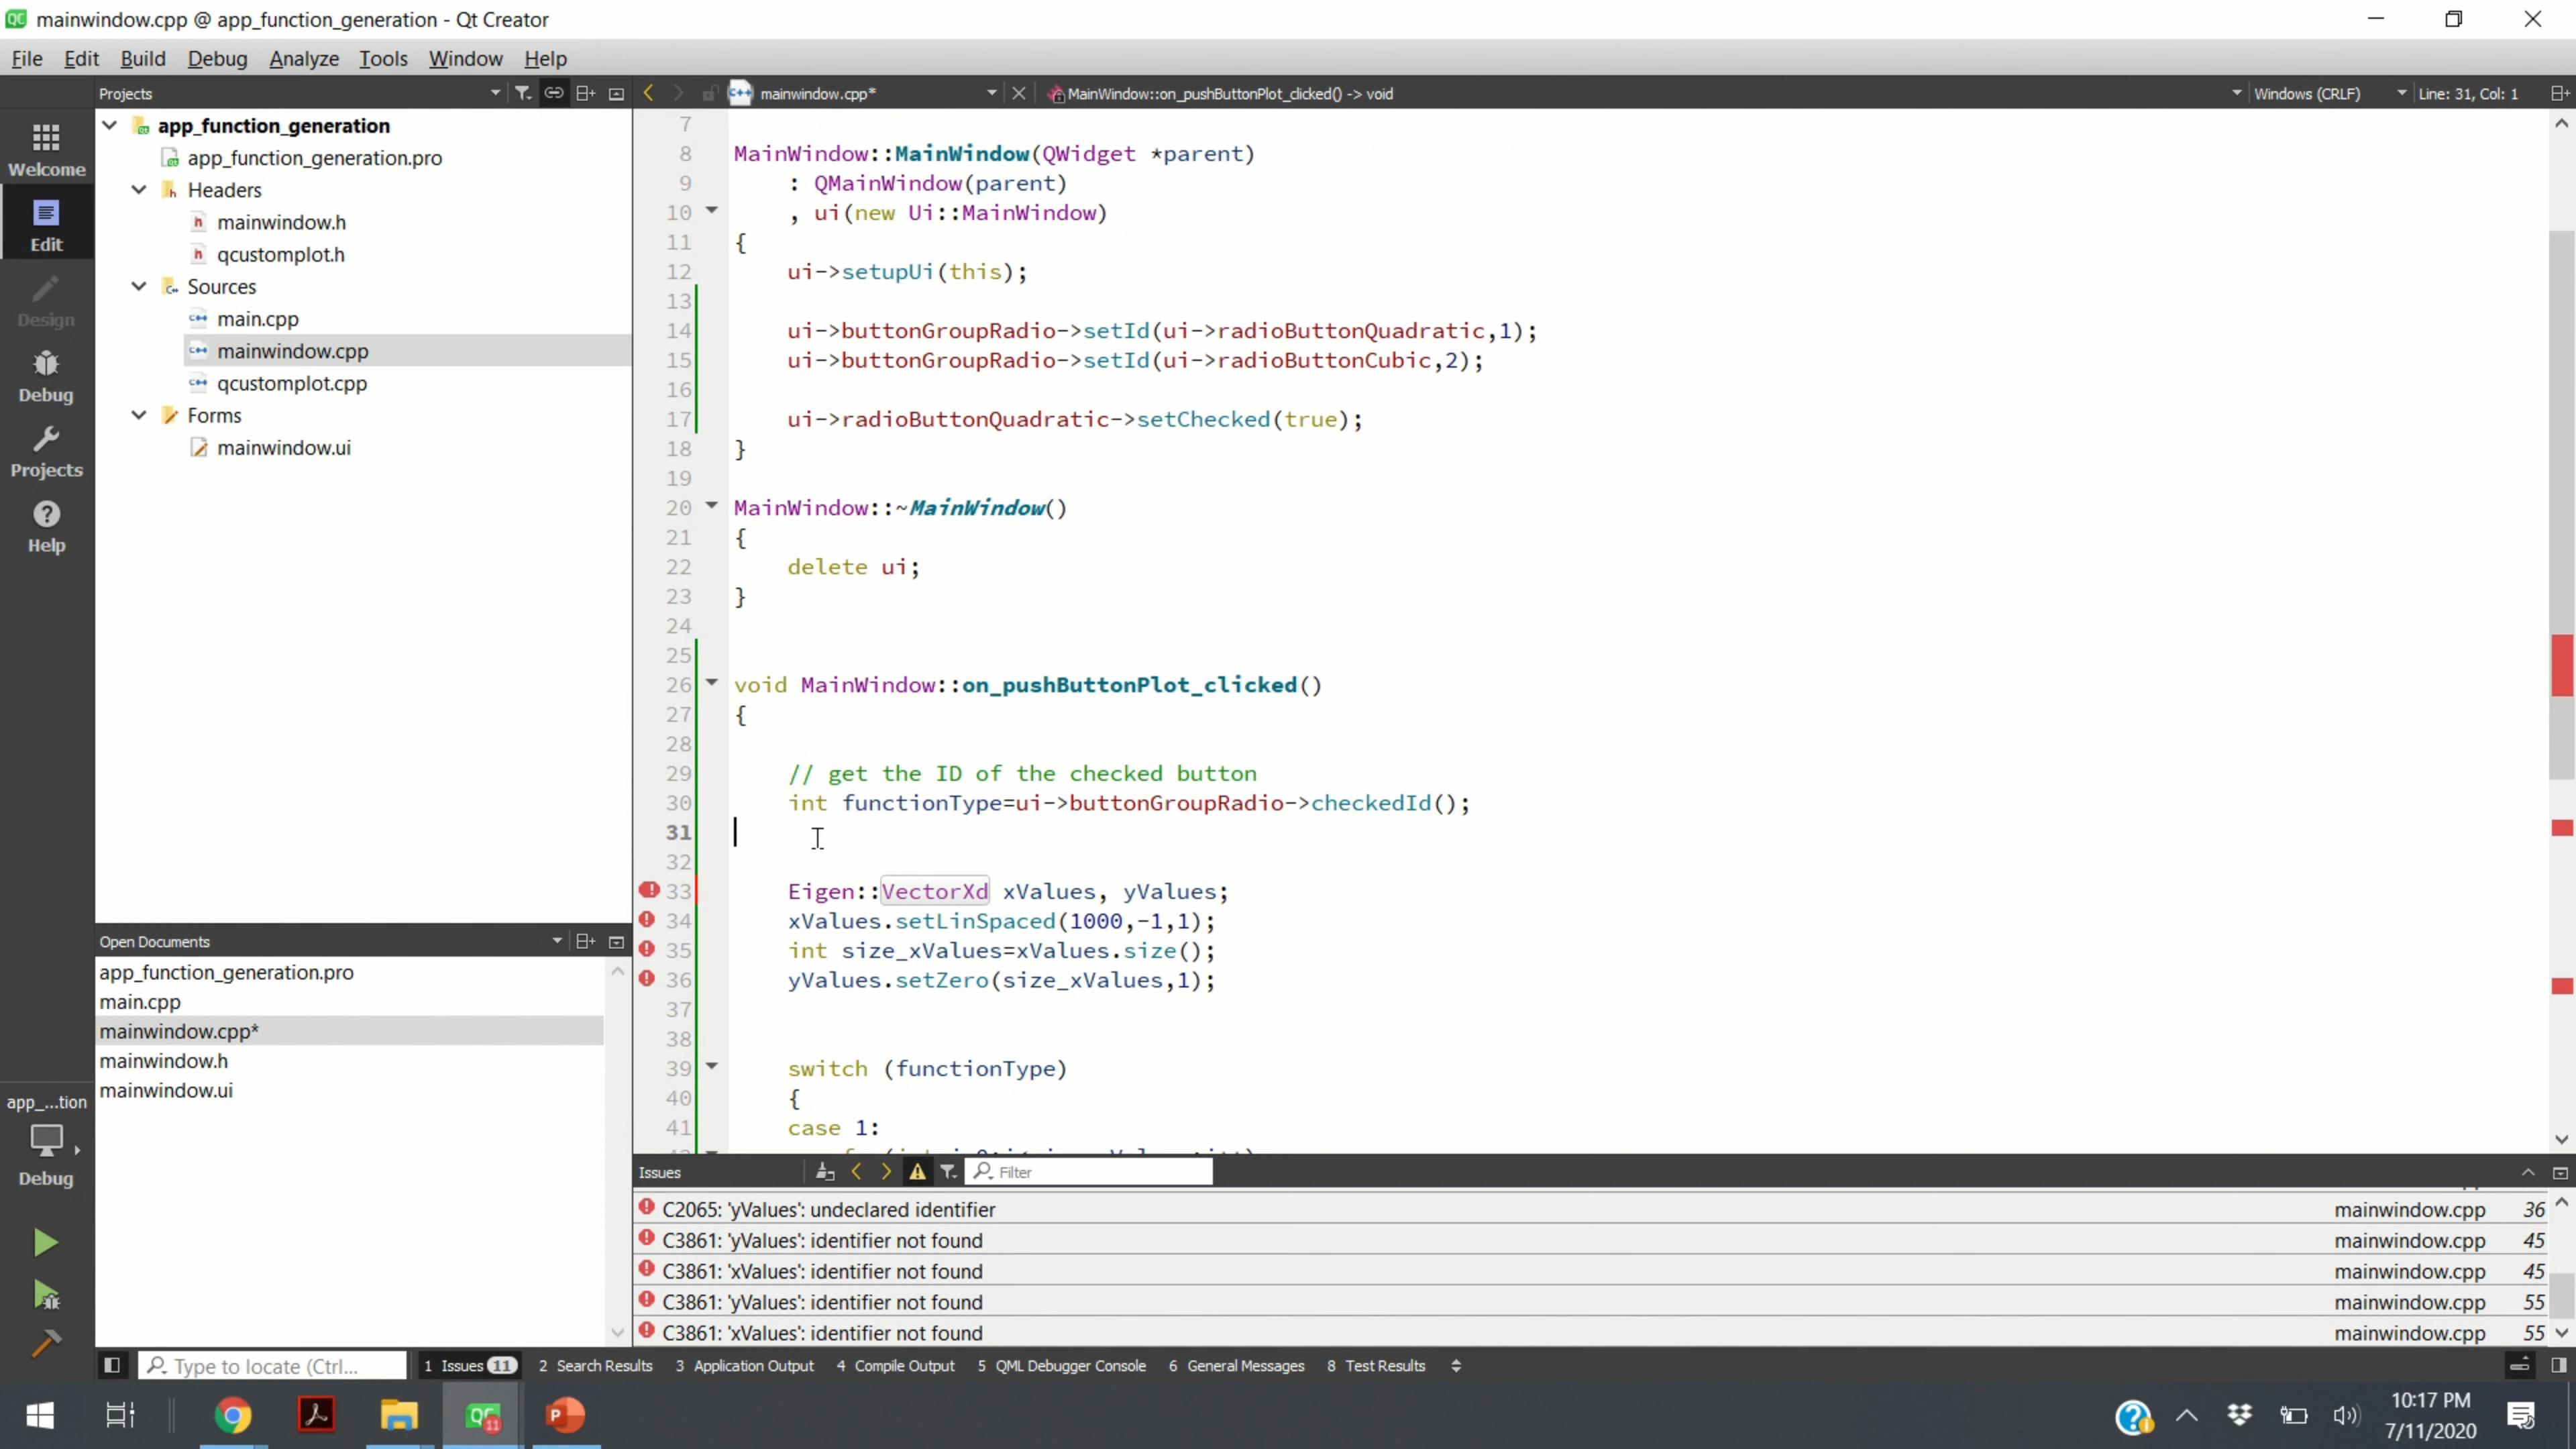 mainwindow.cpp @ app_function_generation - Qt Creator
File Edit Build Debug Analyze Tools Window Help
Projects
mainwindow.cpp*
MainWindow::on_pushButtonPlot_clicked() -> void
Windows (CRLF)
Line: 31, Col: 1
Welcome
Edit
Design
Debug
Projects
Help
app_function_generation
app_function_generation.pro
Headers
mainwindow.h
qcustomplot.h
Sources
main.cpp
mainwindow.cpp
qcustomplot.cpp
Forms
mainwindow.ui
7
8 MainWindow::MainWindow(QWidget *parent)
9 : QMainWindow(parent)
10 , ui(new Ui::MainWindow)
11 {
12 ui->setupUi(this);
13
14 ui->buttonGroupRadio->setId(ui->radioButtonQuadratic,1);
15 ui->buttonGroupRadio->setId(ui->radioButtonCubic,2);
16
17 ui->radioButtonQuadratic->setChecked(true);
18 }
19
20 MainWindow::~MainWindow()
21 {
22 delete ui;
23 }
24
25
26 void MainWindow::on_pushButtonPlot_clicked()
27 {
28
29 // get the ID of the checked button
30 int functionType=ui->buttonGroupRadio->checkedId();
31
32
33 Eigen::VectorXd xValues, yValues;
34 xValues.setLinSpaced(1000,-1,1);
35 int size_xValues=xValues.size();
36 yValues.setZero(size_xValues,1);
37
38
39 switch (functionType)
40 {
41 case 1:
Open Documents
app_function_generation.pro
main.cpp
mainwindow.cpp*
mainwindow.h
mainwindow.ui
app_...tion
Debug
Issues
Filter
C2065: 'yValues': undeclared identifier mainwindow.cpp 36
C3861: 'yValues': identifier not found mainwindow.cpp 45
C3861: 'xValues': identifier not found mainwindow.cpp 45
C3861: 'yValues': identifier not found mainwindow.cpp 55
C3861: 'xValues': identifier not found mainwindow.cpp 55
Type to locate (Ctrl...
1 Issues 11 2 Search Results 3 Application Output 4 Compile Output 5 QML Debugger Console 6 General Messages 8 Test Results
10:17 PM
7/11/2020